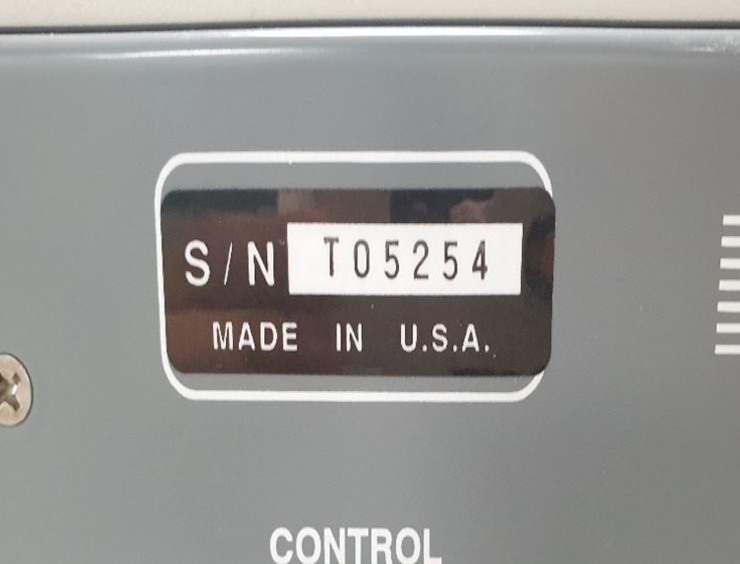 S/N T05254
MADE IN U.S.A.
CONTROL